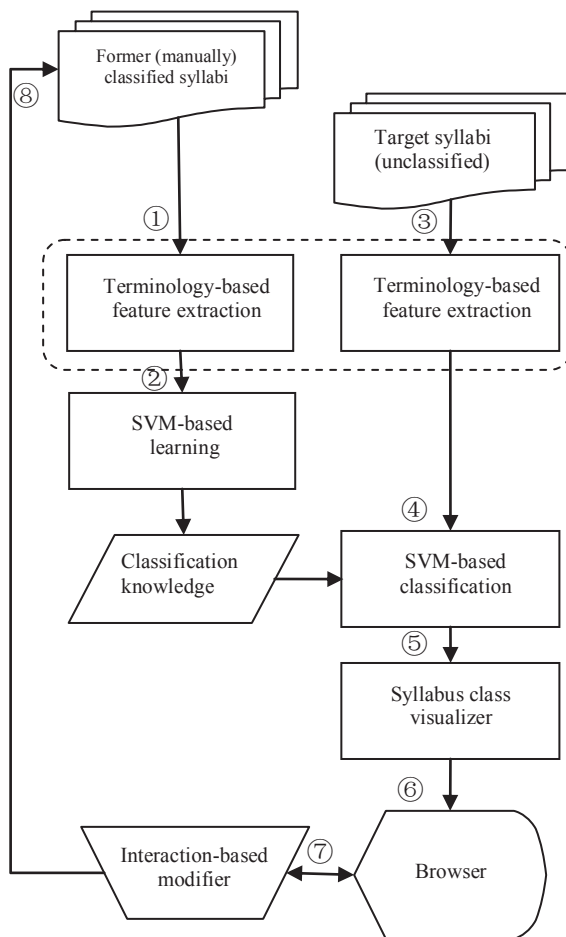 Former (manually)
classified syllabi
⑧
Target syllabi
(unclassified)
①
③
Terminology-based
feature extraction
Terminology-based
feature extraction
②
SVM-based
learning
④
Classification
knowledge
SVM-based
classification
⑤
Syllabus class
visualizer
⑥
Interaction-based
modifier
⑦
Browser